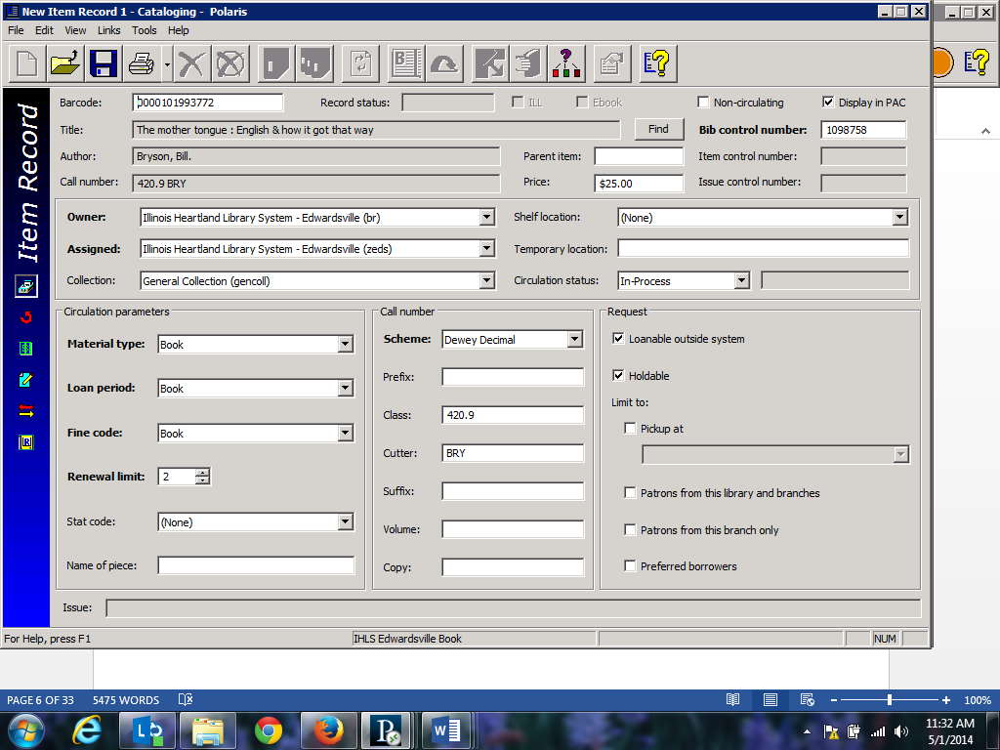 New Item Record 1 - Cataloging - Polaris
File Edit View Links Tools Help
Item Record
Barcode: 0000101993772 Record status: ILL Ebook Non-circulating Display in PAC
Title: The mother tongue : English & how it got that way Find Bib control number: 1098758
Author: Bryson, Bill. Parent item: Item control number:
Call number: 420.9 BRY Price: $25.00 Issue control number:
Owner: Illinois Heartland Library System - Edwardsville (br) Shelf location: (None)
Assigned: Illinois Heartland Library System - Edwardsville (zeds) Temporary location:
Collection: General Collection (gencoll) Circulation status: In-Process
Circulation parameters
Material type: Book
Loan period: Book
Fine code: Book
Renewal limit: 2
Stat code: (None)
Name of piece:
Call number
Scheme: Dewey Decimal
Prefix:
Class: 420.9
Cutter: BRY
Suffix:
Volume:
Copy:
Request
Loanable outside system
Holdable
Limit to:
Pickup at
Patrons from this library and branches
Patrons from this branch only
Preferred borrowers
Issue:
For Help, press F1 IHLS Edwardsville Book NUM
PAGE 6 OF 33 5475 WORDS 100%
11:32 AM
5/1/2014